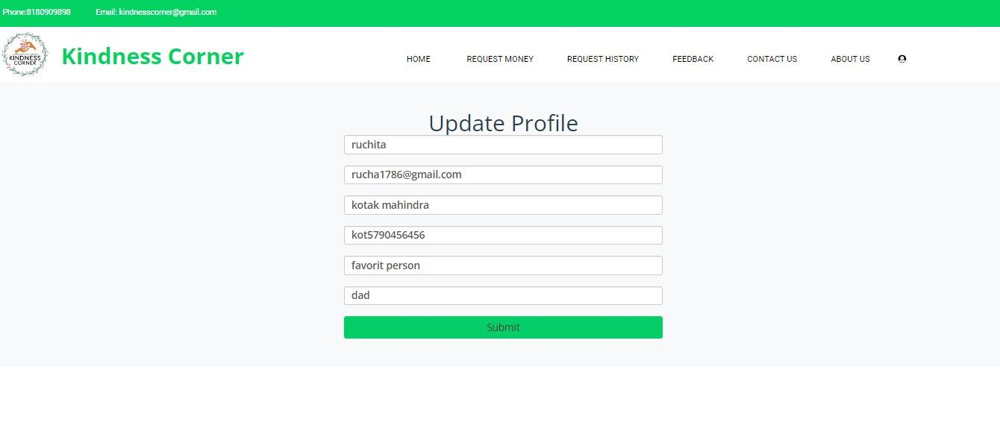 Phone:8180909898 Email: kindnesscorner@gmail.com
KINDNESS
CORNER
Kindness Corner
HOME REQUEST MONEY REQUEST HISTORY FEEDBACK CONTACT US ABOUT US
Update Profile
ruchita
rucha1786@gmail.com
kotak mahindra
kot5790456456
favorit person
dad
Submit